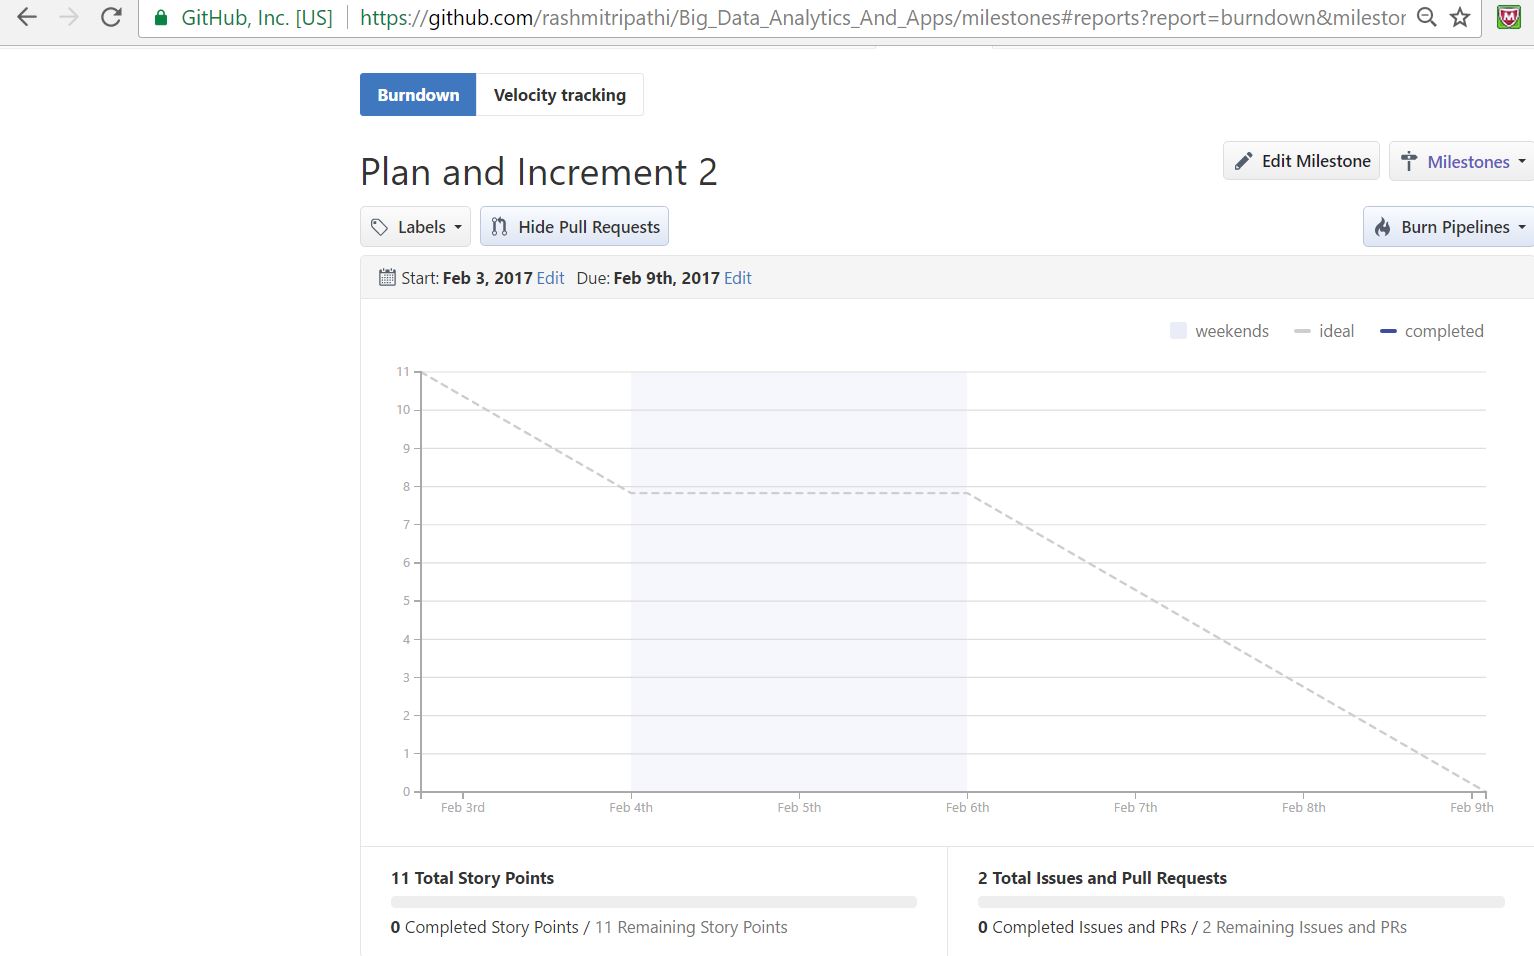 GitHub, Inc. [US] https://github.com/rashmitripathi/Big_Data_Analytics_And_Apps/milestones#reports?report=burndown&milestor
Burndown Velocity tracking
Plan and Increment 2
Edit Milestone Milestones
Labels Hide Pull Requests Burn Pipelines
Start: Feb 3, 2017 Edit Due: Feb 9th, 2017 Edit
weekends ideal completed
11
10
9
8
7
6
5
4
3
2
1
0
Feb 3rd Feb 4th Feb 5th Feb 6th Feb 7th Feb 8th Feb 9th
11 Total Story Points 2 Total Issues and Pull Requests
0 Completed Story Points / 11 Remaining Story Points 0 Completed Issues and PRs / 2 Remaining Issues and PRs